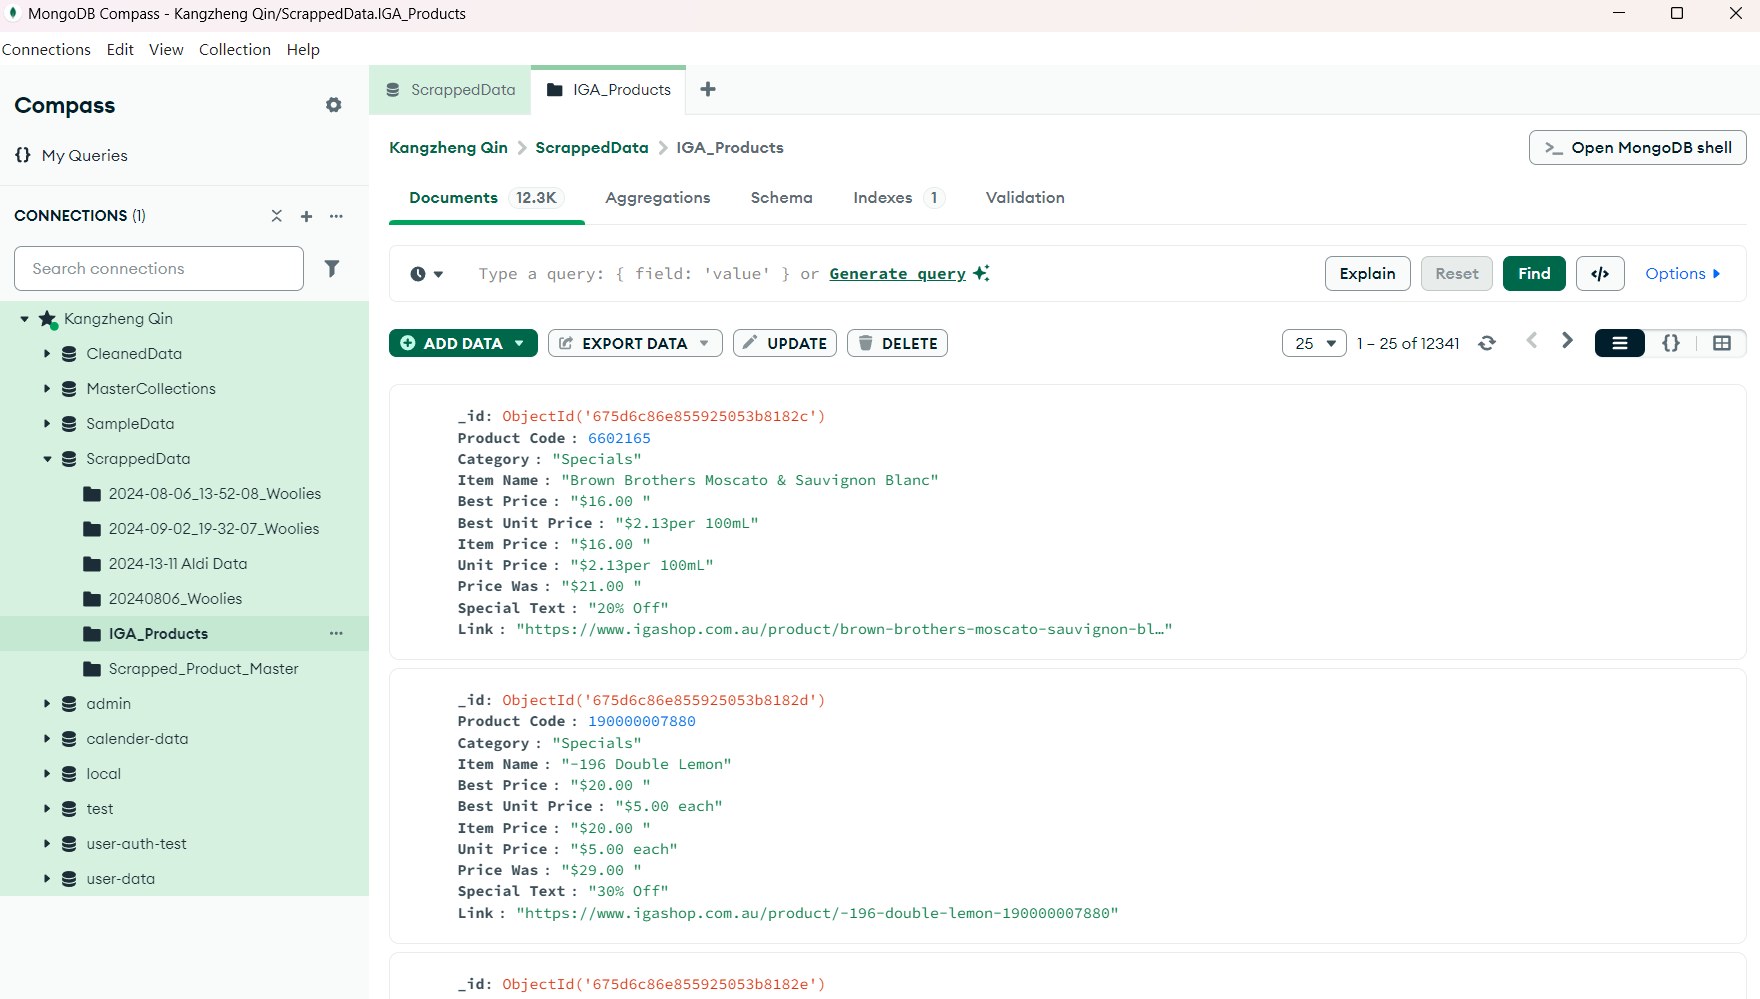 MongoDB Compass - Kangzheng Qin/ScrappedData.IGA_Products
Connections Edit View Collection Help
Compass
{} My Queries
CONNECTIONS (1)
Search connections
Kangzheng Qin
CleanedData
MasterCollections
SampleData
ScrappedData
2024-08-06_13-52-08_Woolies
2024-09-02_19-32-07_Woolies
2024-13-11 Aldi Data
20240806_Woolies
IGA_Products
Scrapped_Product_Master
admin
calender-data
local
test
user-auth-test
user-data
ScrappedData IGA_Products
Kangzheng Qin > ScrappedData > IGA_Products
>_ Open MongoDB shell
Documents 12.3K Aggregations Schema Indexes 1 Validation
Type a query: { field: 'value' } or Generate query
Explain Reset Find </> Options
ADD DATA EXPORT DATA UPDATE DELETE
25 1 – 25 of 12341 {}
_id: ObjectId('675d6c86e855925053b8182c')
Product Code : 6602165
Category : "Specials"
Item Name : "Brown Brothers Moscato & Sauvignon Blanc"
Best Price : "$16.00 "
Best Unit Price : "$2.13per 100mL"
Item Price : "$16.00 "
Unit Price : "$2.13per 100mL"
Price Was : "$21.00 "
Special Text : "20% Off"
Link : "https://www.igashop.com.au/product/brown-brothers-moscato-sauvignon-bl…"
_id: ObjectId('675d6c86e855925053b8182d')
Product Code : 190000007880
Category : "Specials"
Item Name : "-196 Double Lemon"
Best Price : "$20.00 "
Best Unit Price : "$5.00 each"
Item Price : "$20.00 "
Unit Price : "$5.00 each"
Price Was : "$29.00 "
Special Text : "30% Off"
Link : "https://www.igashop.com.au/product/-196-double-lemon-190000007880"
_id: ObjectId('675d6c86e855925053b8182e')